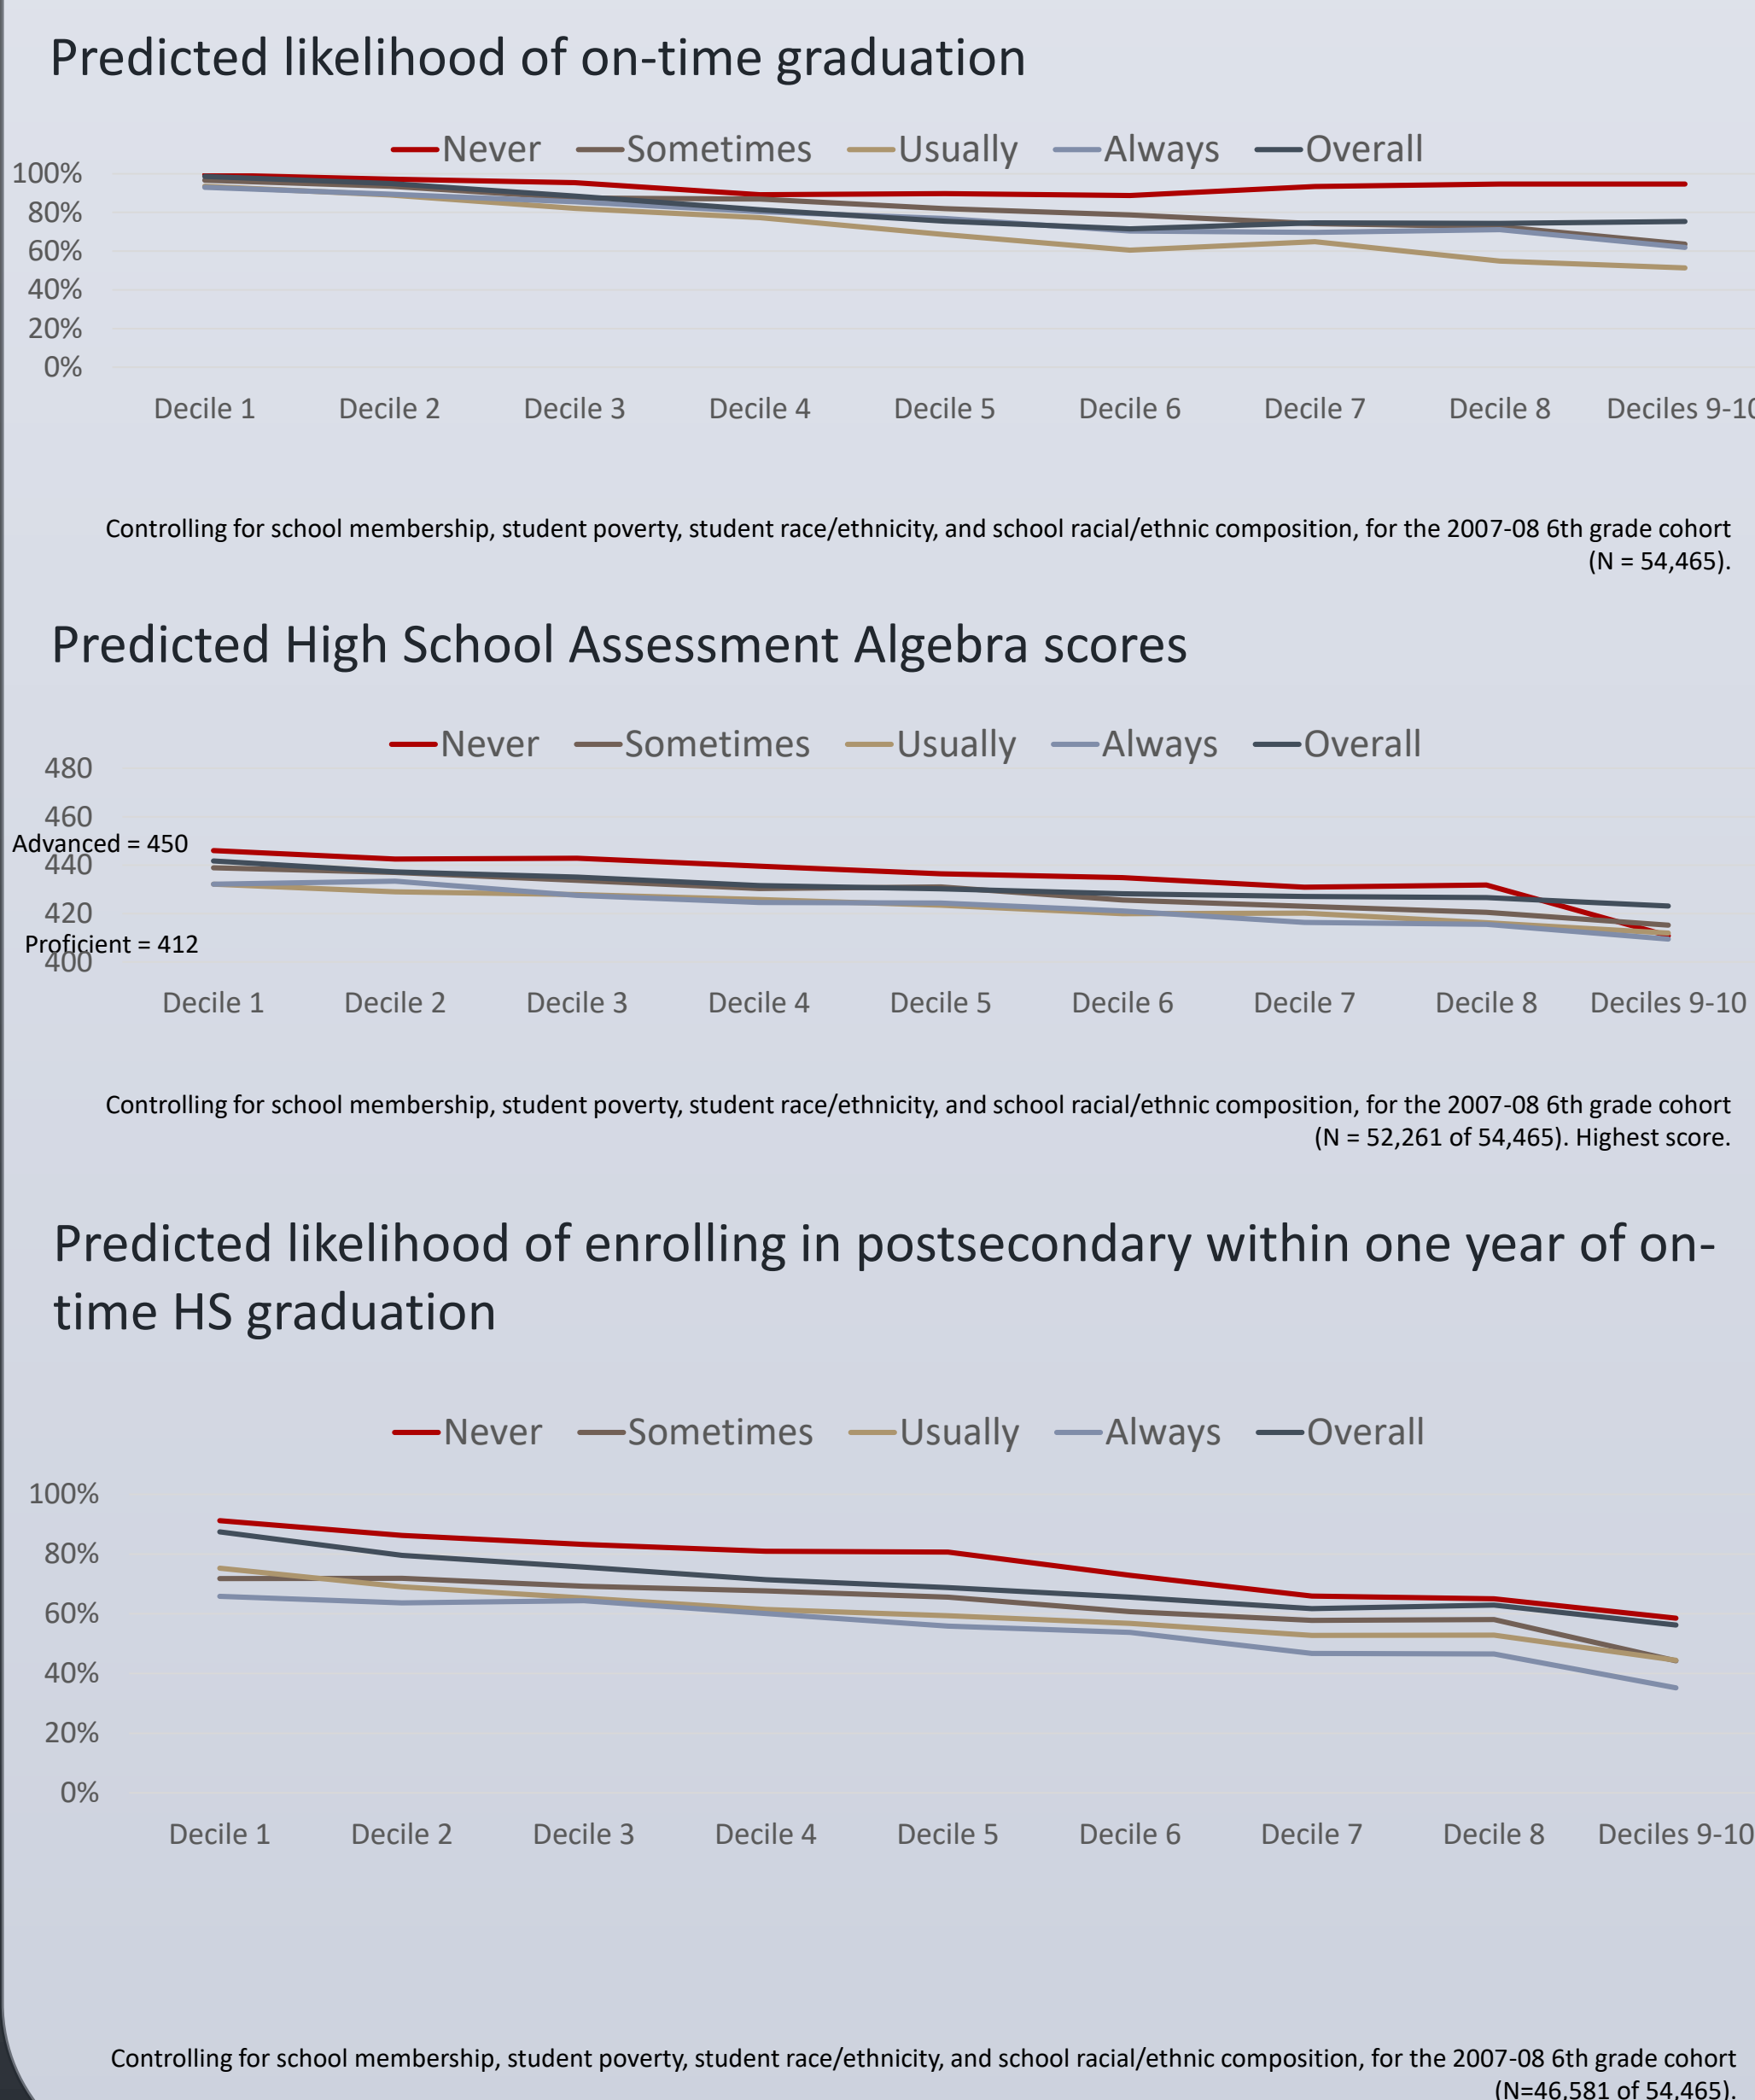 Predicted likelihood of on-time graduation
Never Sometimes Usually Always Overall
100%
80%
60%
40%
20%
0%
Decile 1 Decile 2 Decile 3 Decile 4 Decile 5 Decile 6 Decile 7 Decile 8 Deciles 9-10
Controlling for school membership, student poverty, student race/ethnicity, and school racial/ethnic composition, for the 2007-08 6th grade cohort
(N = 54,465).
Predicted High School Assessment Algebra scores
Never Sometimes Usually Always Overall
480
460
Advanced = 450
440
420
Proficient = 412
400
Decile 1 Decile 2 Decile 3 Decile 4 Decile 5 Decile 6 Decile 7 Decile 8 Deciles 9-10
Controlling for school membership, student poverty, student race/ethnicity, and school racial/ethnic composition, for the 2007-08 6th grade cohort
(N = 52,261 of 54,465). Highest score.
Predicted likelihood of enrolling in postsecondary within one year of on-
time HS graduation
Never Sometimes Usually Always Overall
100%
80%
60%
40%
20%
0%
Decile 1 Decile 2 Decile 3 Decile 4 Decile 5 Decile 6 Decile 7 Decile 8 Deciles 9-10
Controlling for school membership, student poverty, student race/ethnicity, and school racial/ethnic composition, for the 2007-08 6th grade cohort
(N=46,581 of 54,465).